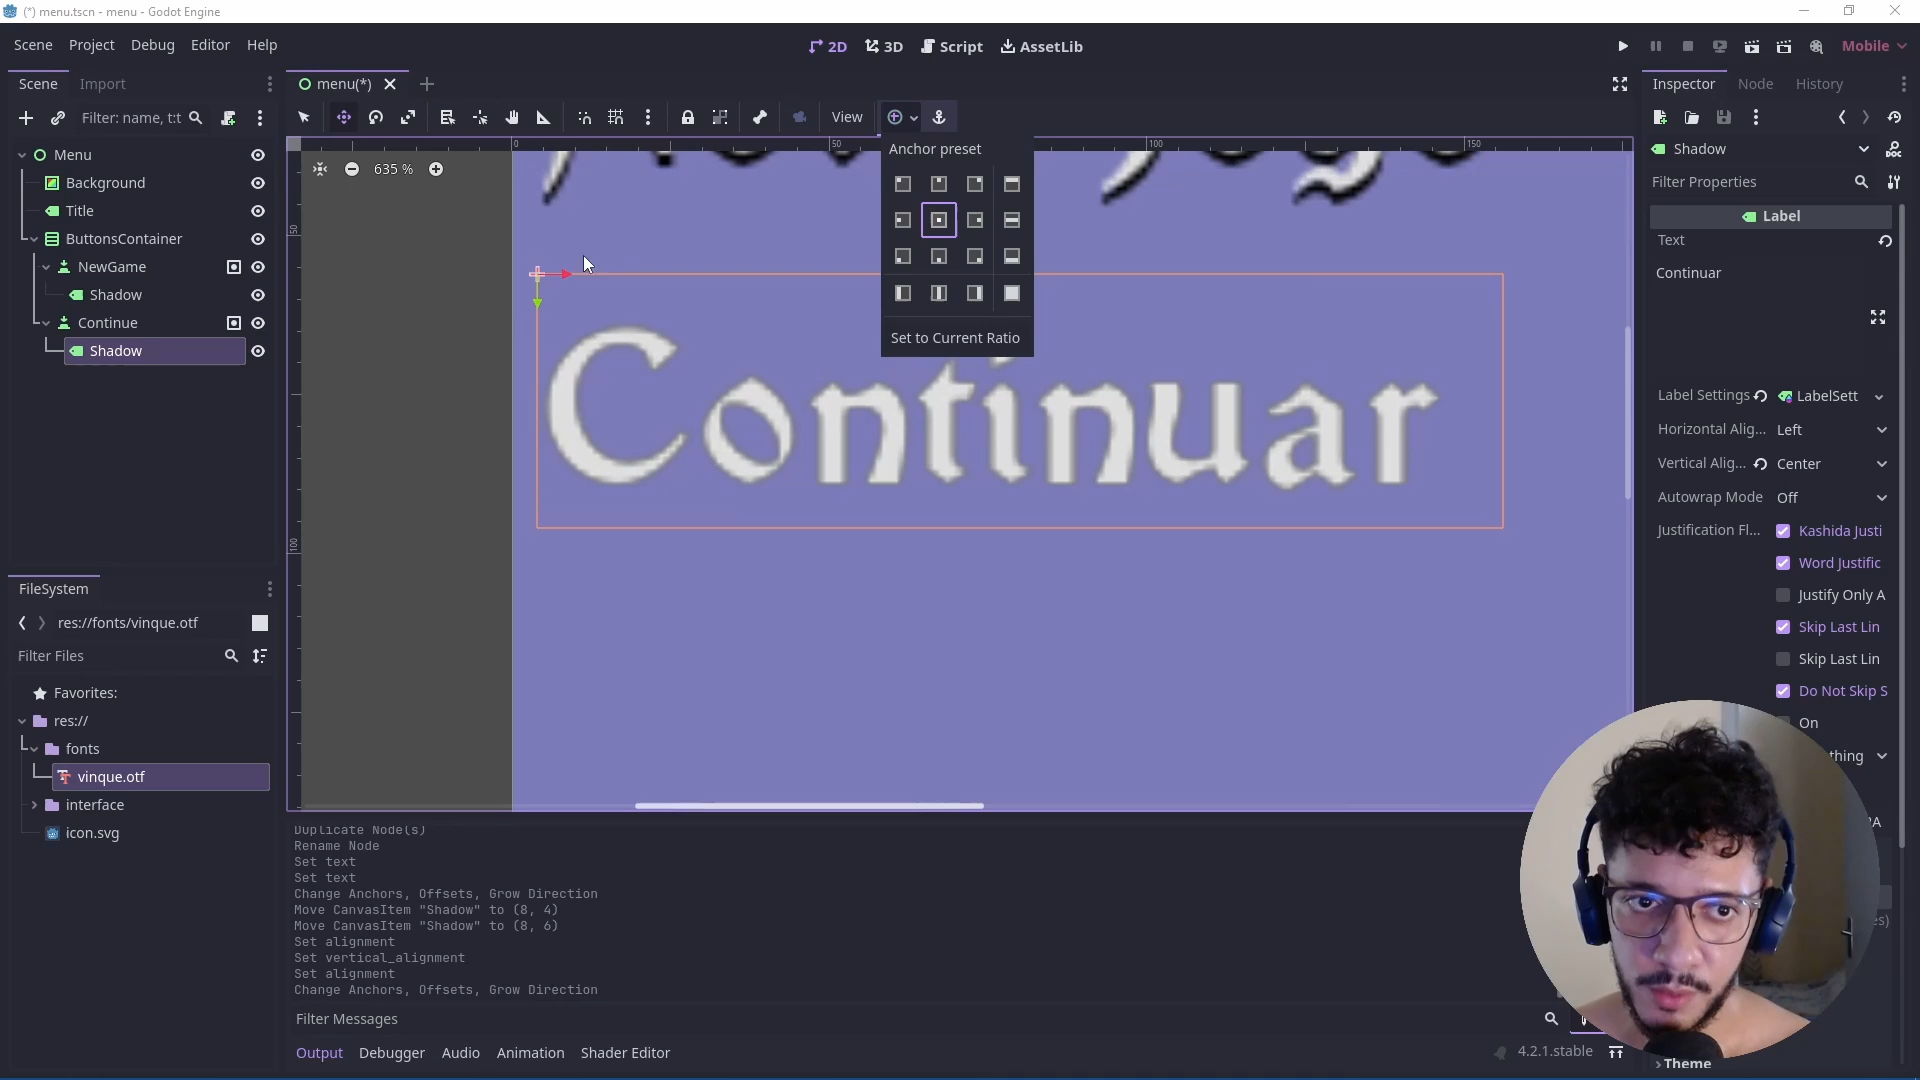 (*) menu.tscn - menu - Godot Engine
Scene Project Debug Editor Help
2D 3D Script AssetLib
Mobile
Scene Import
menu(*)
Inspector Node History
Filter: name, t:t
View
Anchor preset
Set to Current Ratio
Menu
Background
Title
ButtonsContainer
NewGame
Shadow
Continue
Shadow
635 %
0 50 100 150
50
100
Continuar
Shadow
Filter Properties
Label
Text
Continuar
Label Settings LabelSett
Horizontal Alig... Left
Vertical Alig... Center
Autowrap Mode Off
Justification Fl... Kashida Justi
Word Justific
Justify Only A
Skip Last Lin
Skip Last Lin
Do Not Skip S
On
thing
Theme
FileSystem
res://fonts/vinque.otf
Filter Files
Favorites:
res://
fonts
vinque.otf
interface
icon.svg
Duplicate Node(s)
Rename Node
Set text
Set text
Change Anchors, Offsets, Grow Direction
Move CanvasItem "Shadow" to (8, 4)
Move CanvasItem "Shadow" to (8, 6)
Set alignment
Set vertical_alignment
Set alignment
Change Anchors, Offsets, Grow Direction
Filter Messages
Output Debugger Audio Animation Shader Editor
4.2.1.stable